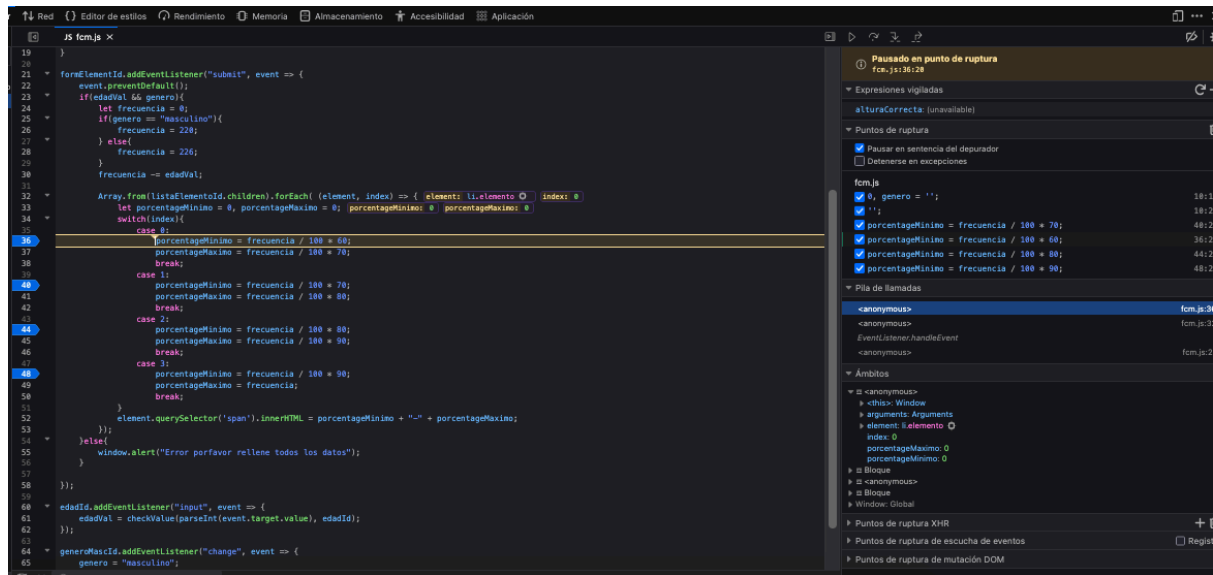 Red {} Editor de estilos Rendimiento Memoria Almacenamiento Accesibilidad Aplicación
JS fcm.js ×
19 }
20
21 formElementId.addEventListener("submit", event => {
22 event.preventDefault();
23 if(edadVal && genero){
24 let frecuencia = 0;
25 if(genero == "masculino"){
26 frecuencia = 220;
27 } else{
28 frecuencia = 226;
29 }
30 frecuencia -= edadVal;
31
32 Array.from(listaElementoId.children).forEach( (element, index) => { element: li.elemento index: 0
33 let porcentageMinimo = 0, porcentageMaximo = 0; porcentageMinimo: 0 porcentageMaximo: 0
34 switch(index){
35 case 0:
36 porcentageMinimo = frecuencia / 100 * 60;
37 porcentageMaximo = frecuencia / 100 * 70;
38 break;
39 case 1:
40 porcentageMinimo = frecuencia / 100 * 70;
41 porcentageMaximo = frecuencia / 100 * 80;
42 break;
43 case 2:
44 porcentageMinimo = frecuencia / 100 * 80;
45 porcentageMaximo = frecuencia / 100 * 90;
46 break;
47 case 3:
48 porcentageMinimo = frecuencia / 100 * 90;
49 porcentageMaximo = frecuencia;
50 break;
51 }
52 element.querySelector('span').innerHTML = porcentageMinimo + "-" + porcentageMaximo;
53 });
54 }else{
55 window.alert("Error porfavor rellene todos los datos");
56 }
57
58 });
59
60 edadId.addEventListener("input", event => {
61 edadVal = checkValue(parseInt(event.target.value), edadId);
62 });
63
64 generoMascId.addEventListener("change", event => {
65 genero = "masculino";
Pausado en punto de ruptura
fcm.js:36:20
Expresiones vigiladas
alturaCorrecta: (unavailable)
Puntos de ruptura
Pausar en sentencia del depurador
Detenerse en excepciones
fcm.js
0, genero = ''; 10:1
''; 10:2
porcentageMinimo = frecuencia / 100 * 70; 40:2
porcentageMinimo = frecuencia / 100 * 60; 36:2
porcentageMinimo = frecuencia / 100 * 80; 44:2
porcentageMinimo = frecuencia / 100 * 90; 48:2
Pila de llamadas
<anonymous> fcm.js:36
<anonymous> fcm.js:3
EventListener.handleEvent
<anonymous> fcm.js:2
Ámbitos
<anonymous>
<this>: Window
arguments: Arguments
element: li.elemento
index: 0
porcentageMaximo: 0
porcentageMinimo: 0
Bloque
<anonymous>
Bloque
Window: Global
Puntos de ruptura XHR
Puntos de ruptura de escucha de eventos Regist
Puntos de ruptura de mutación DOM